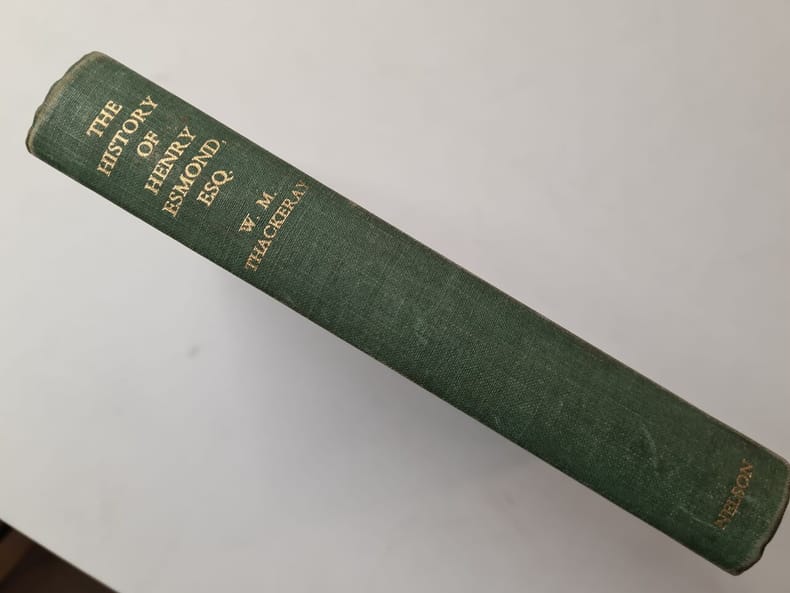 THE
HISTORY
OF
HENRY
ESMOND,
ESQ.
W. M.
THACKERAY
NELSON